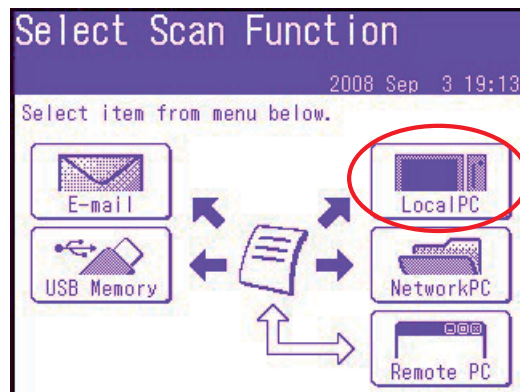 Select Scan Function
2008 Sep 3 19:13
Select item from menu below.
E-mail
LocalPC
USB Memory
NetworkPC
Remote PC